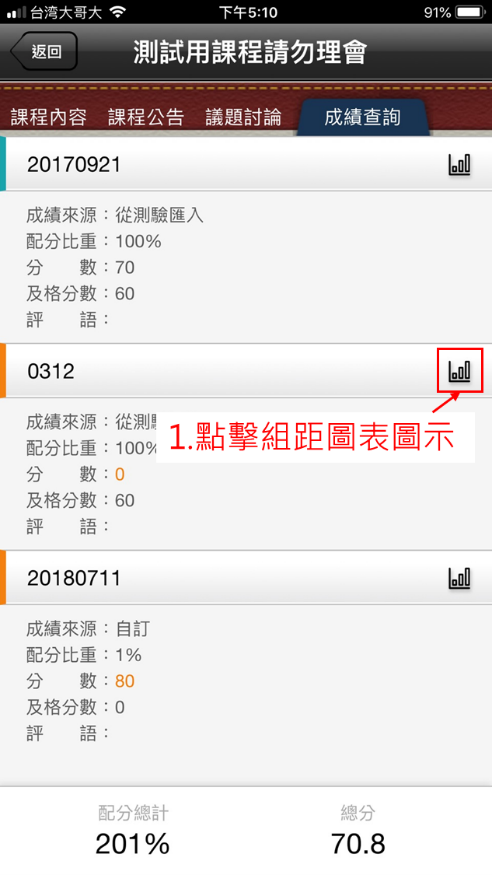 台湾大哥大 下午5:10 91%
返回 測試用課程請勿理會
課程內容 課程公告 議題討論 成績查詢
20170921
成績來源：從測驗匯入
配分比重：100%
分 數：70
及格分數：60
評 語：
0312
成績來源：從測
1.點擊組距圖表圖示
配分比重：100%
分 數：0
及格分數：60
評 語：
20180711
成績來源：自訂
配分比重：1%
分 數：80
及格分數：0
評 語：
配分總計 總分
201% 70.8